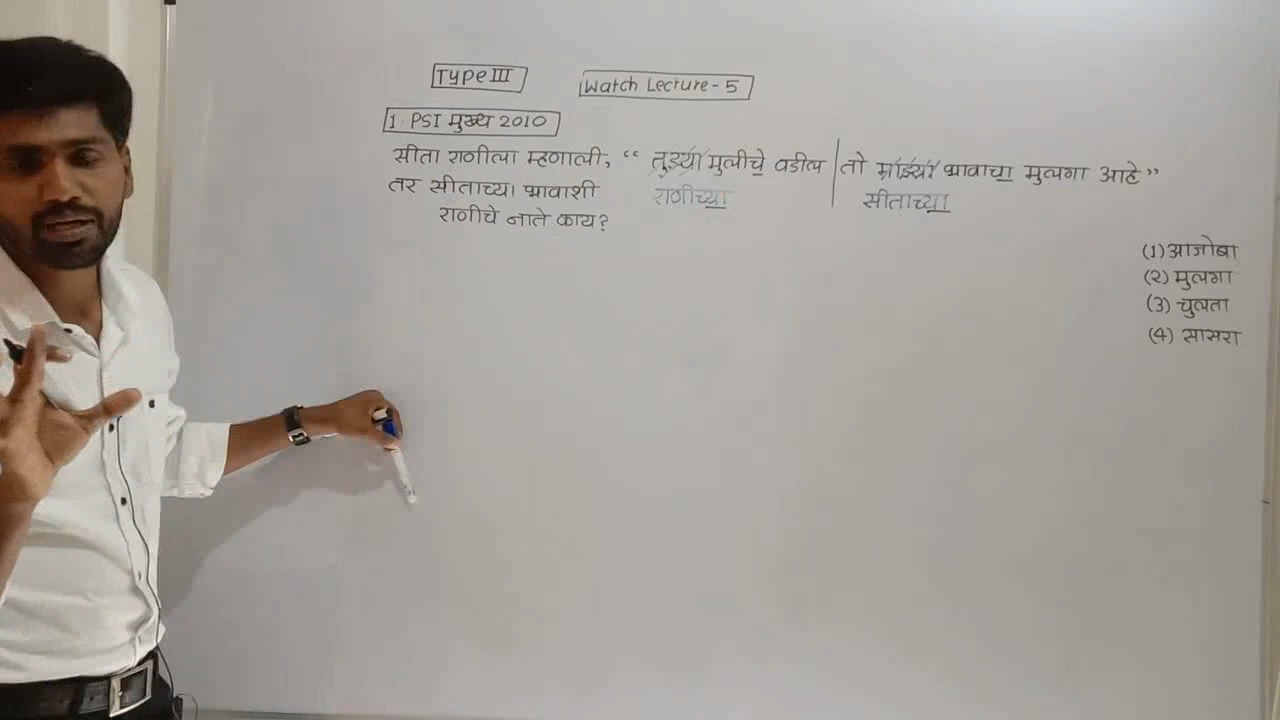 Type III
Watch Lecture - 5
1. PSI मुख्य 2010
सीता राणीला म्हणाली, “ तुझ्या मुलीचे वडील | तो माझ्या भावाचा मुलगा आहे ”
तर सीताच्या भावाशी राणीच्या सीताच्या
राणीचे नाते काय?
(1) आजोबा
(२) मुलगा
(3) चुलता
(4) सासरा